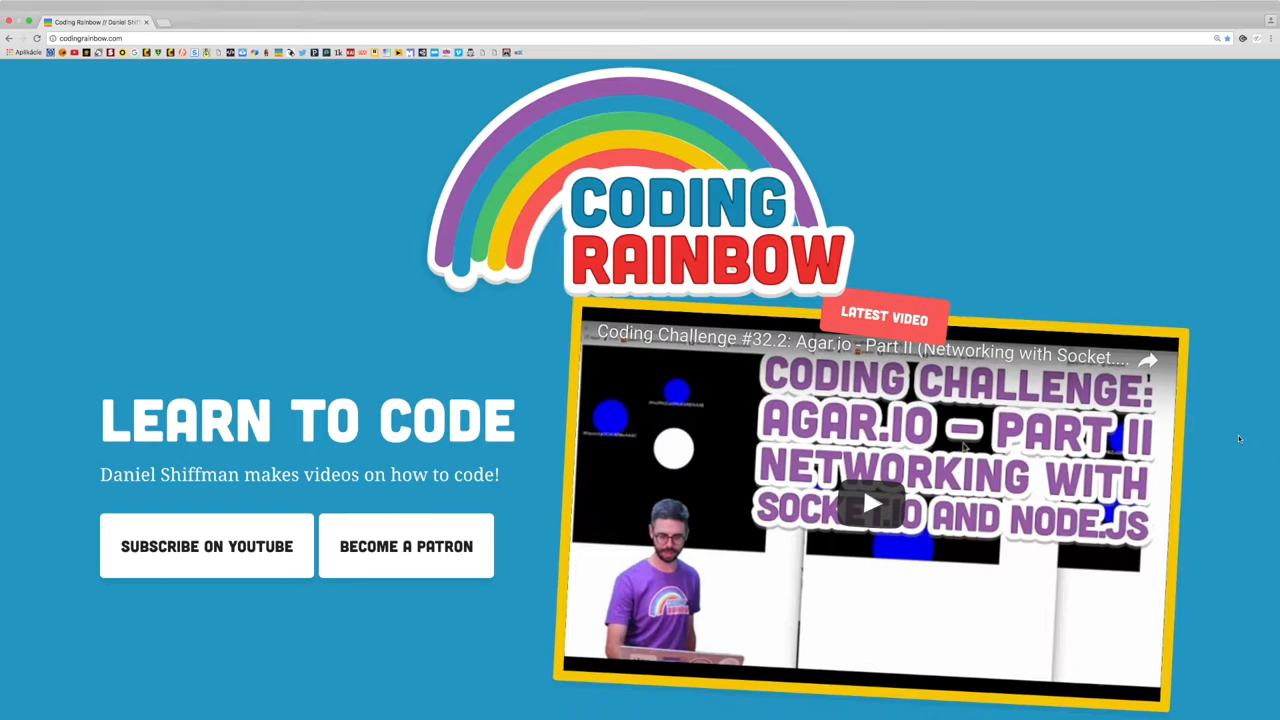 Coding Rainbow // Daniel Shiff
codingrainbow.com
Aplikácie
CODING
RAINBOW
LATEST VIDEO
Coding Challenge #32.2: Agar.io - Part II (Networking with Socket....
CODING CHALLENGE:
AGAR.IO – PART II
NETWORKING WITH
SOCKET.IO AND NODE.JS
LEARN TO CODE
Daniel Shiffman makes videos on how to code!
SUBSCRIBE ON YOUTUBE
BECOME A PATRON